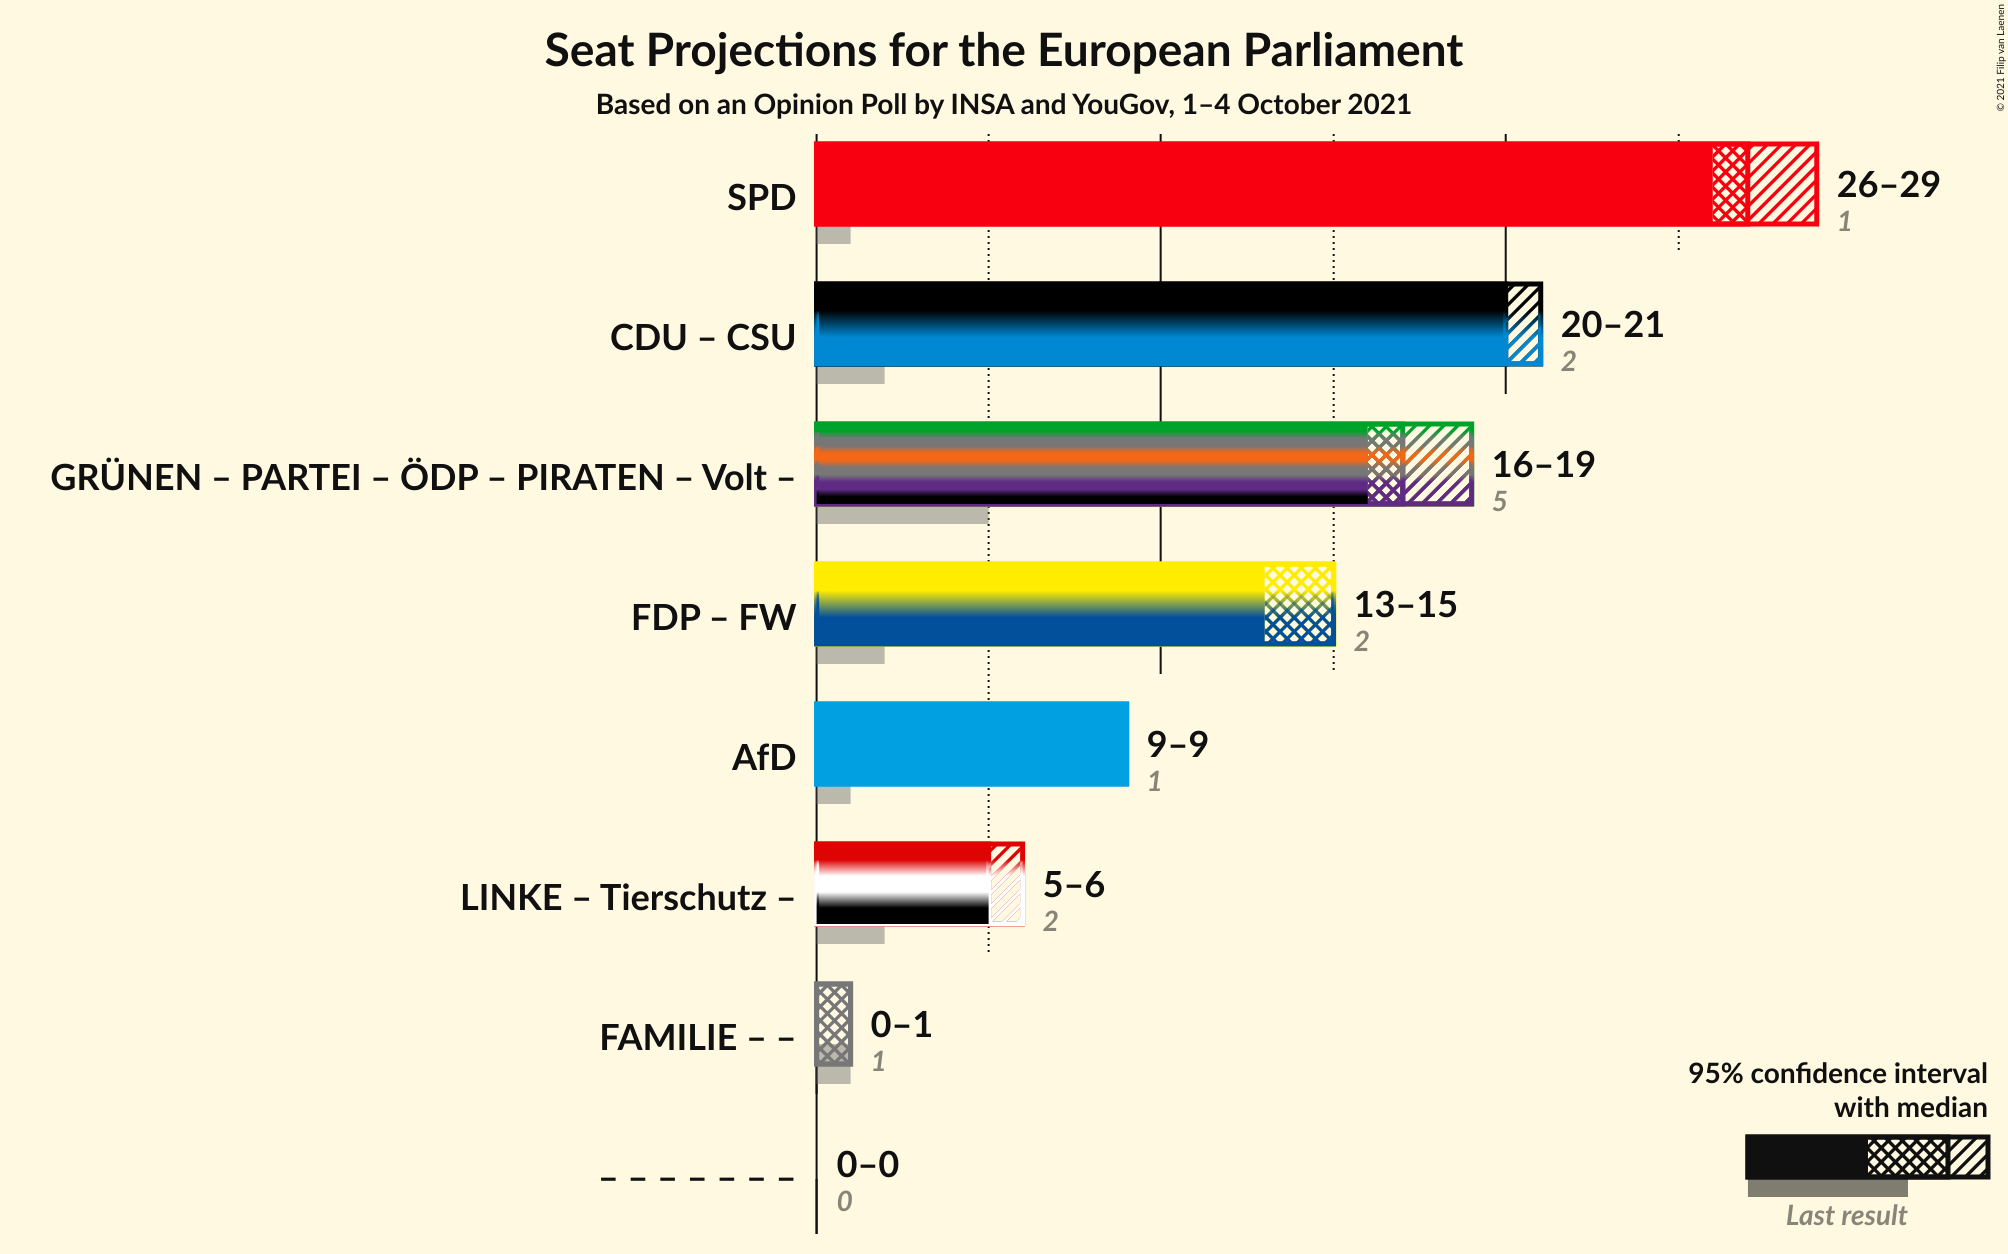 Seat Projections for the European Parliament
Based on an Opinion Poll by INSA and YouGov, 1–4 October 2021
© 2021 Filip van Laenen
SPD
26–29
1
CDU – CSU
20–21
2
GRÜNEN – PARTEI – ÖDP – PIRATEN – Volt –
16–19
5
FDP – FW
13–15
2
AfD
9–9
1
LINKE – Tierschutz –
5–6
2
FAMILIE – –
0–1
1
– – – – – – –
0–0
0
95% confidence interval
with median
Last result